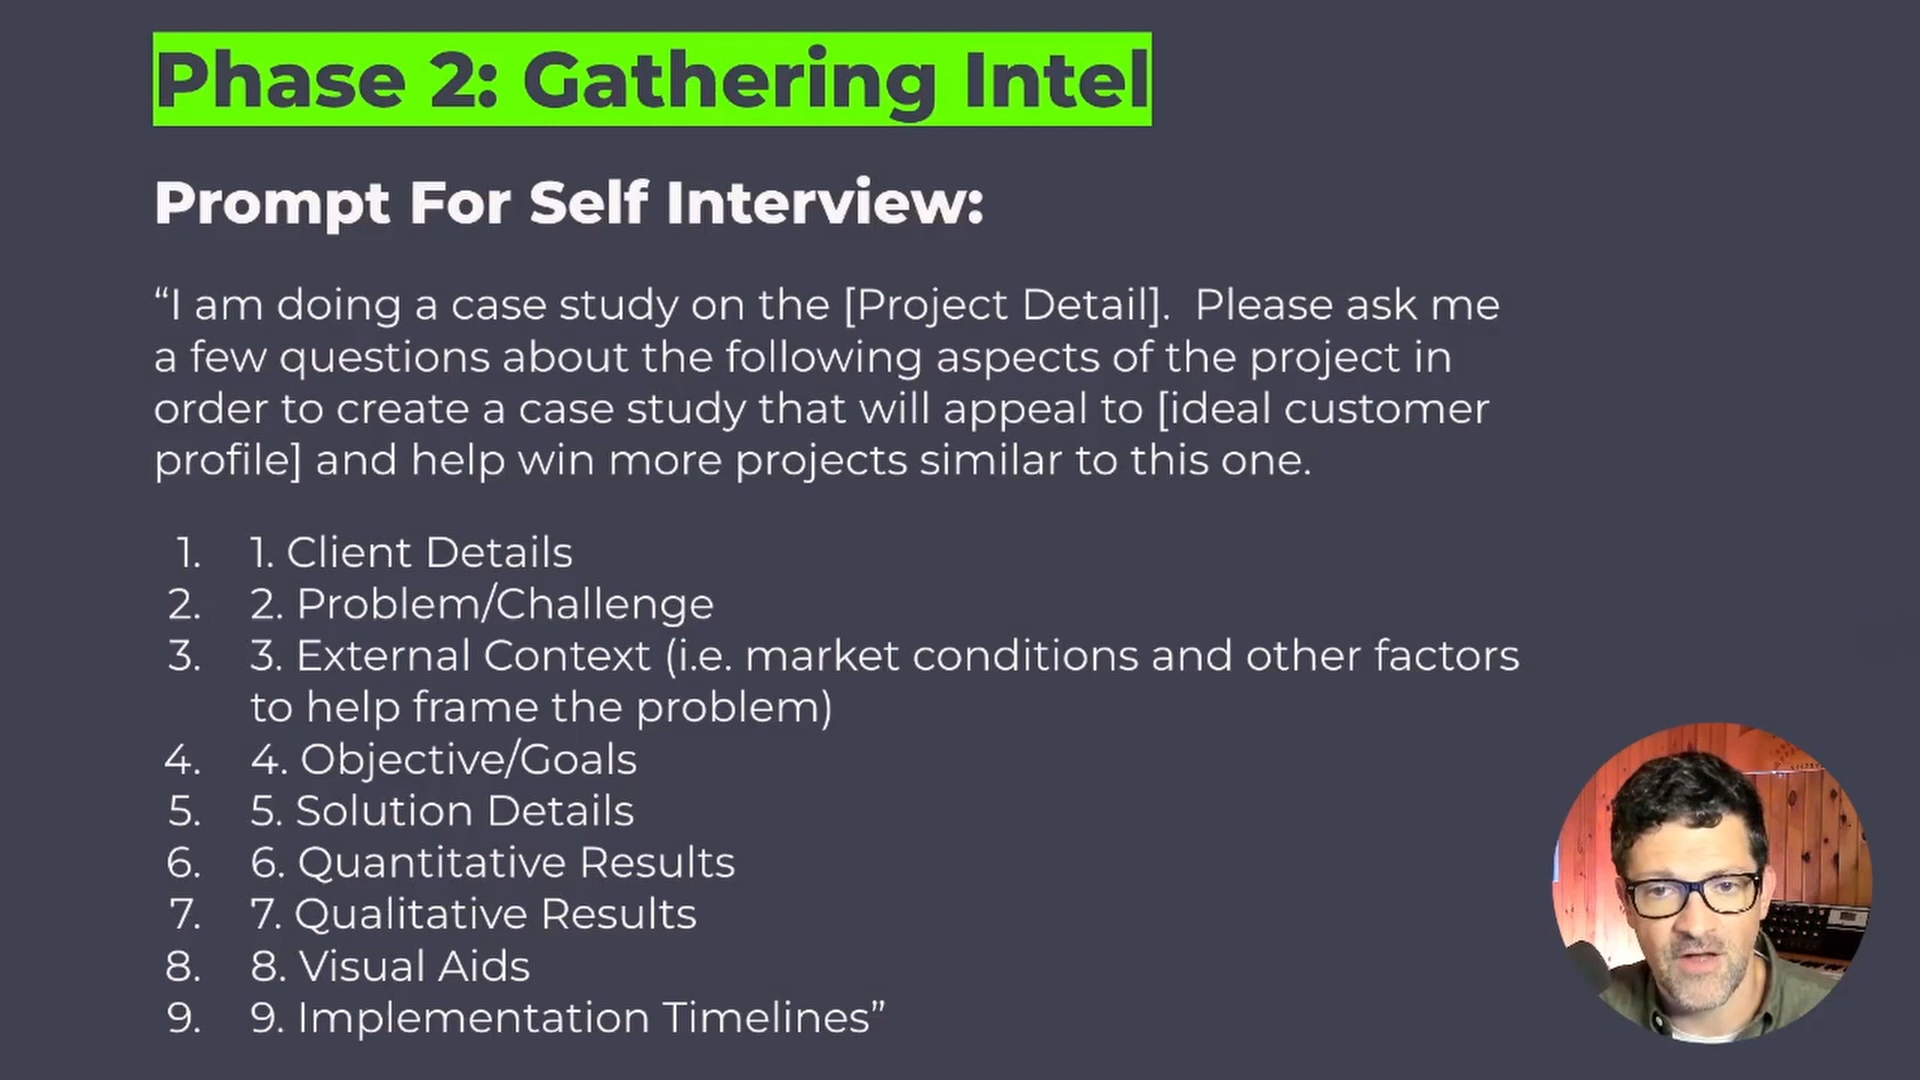 Phase 2: Gathering Intel
Prompt For Self Interview:
“I am doing a case study on the [Project Detail].  Please ask me
a few questions about the following aspects of the project in
order to create a case study that will appeal to [ideal customer
profile] and help win more projects similar to this one.
1. 1. Client Details
2. 2. Problem/Challenge
3. 3. External Context (i.e. market conditions and other factors
to help frame the problem)
4. 4. Objective/Goals
5. 5. Solution Details
6. 6. Quantitative Results
7. 7. Qualitative Results
8. 8. Visual Aids
9. 9. Implementation Timelines”